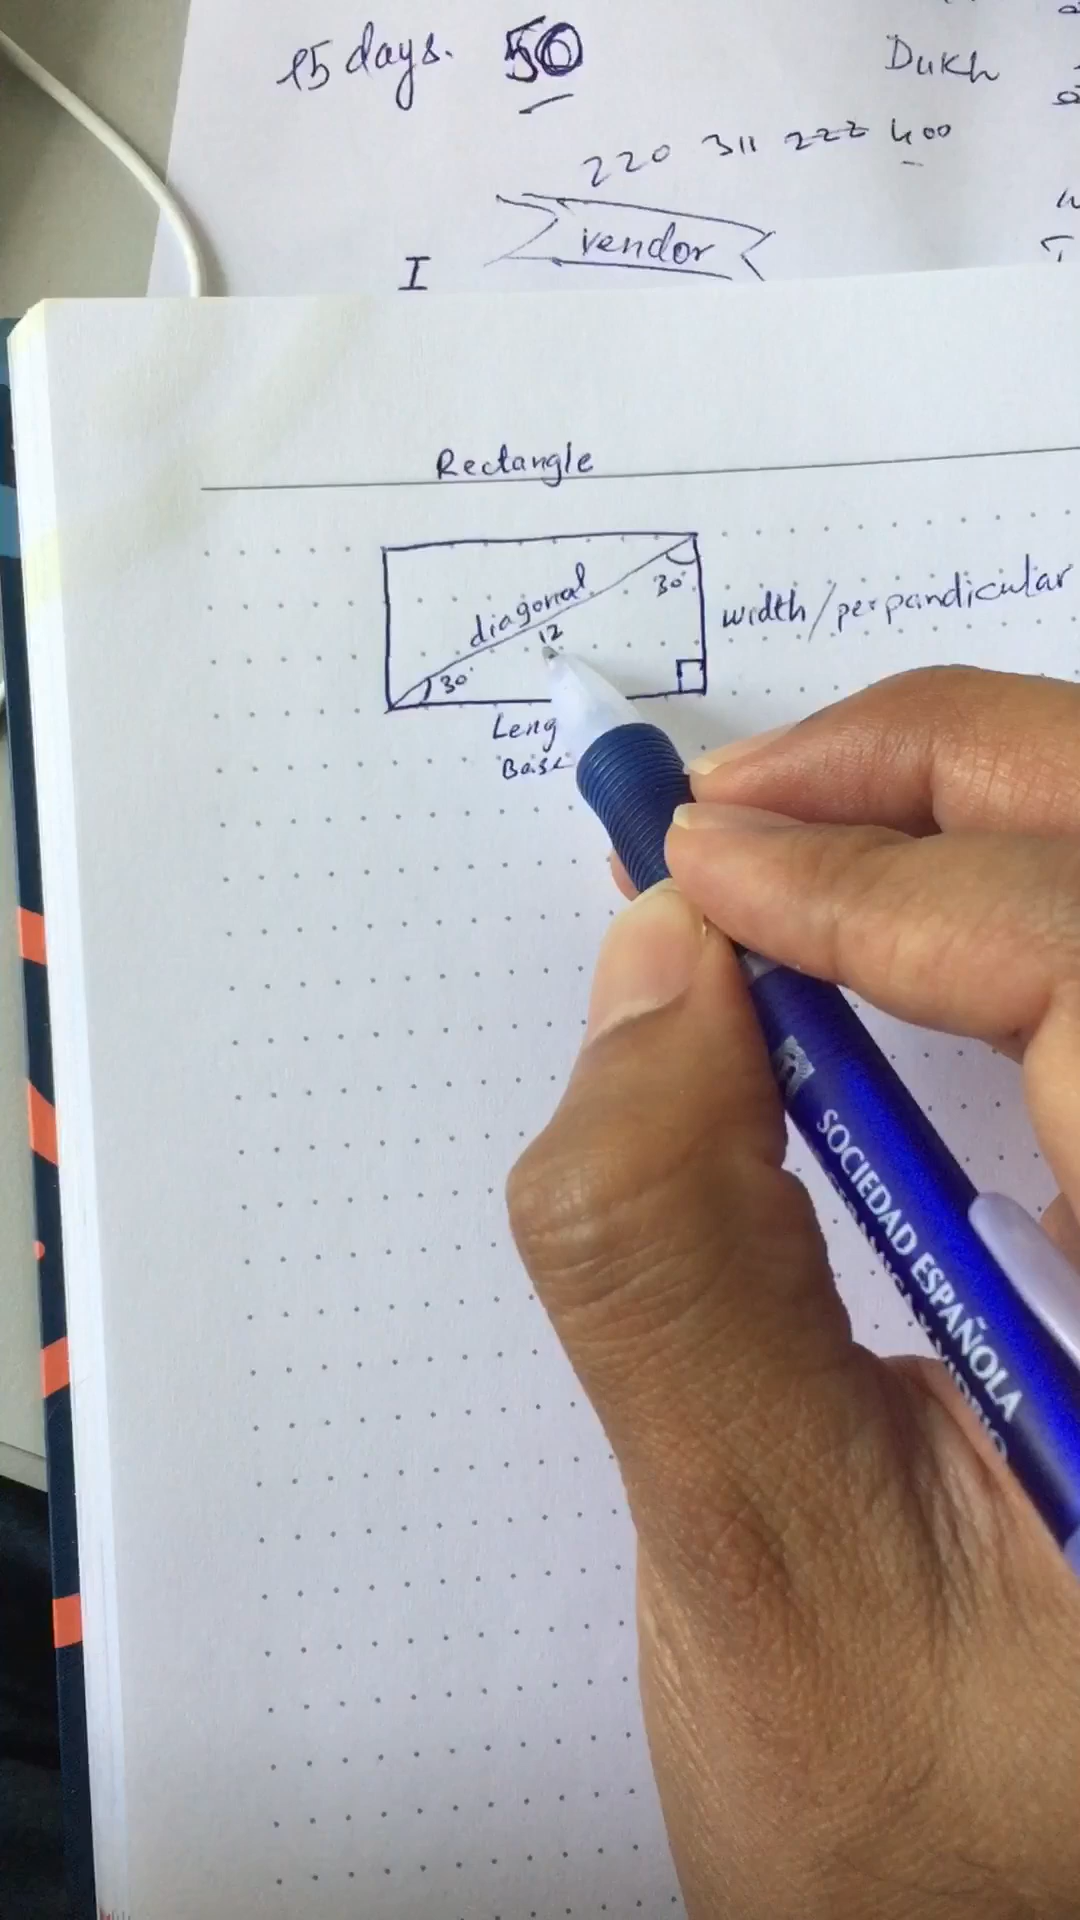 15 days. 50
Dukh
220 311 222 400
vendor
I
Rectangle
diagonal
30°
width/perpandicular
12
30°
Leng
Base
SOCIEDAD ESPAÑOLA